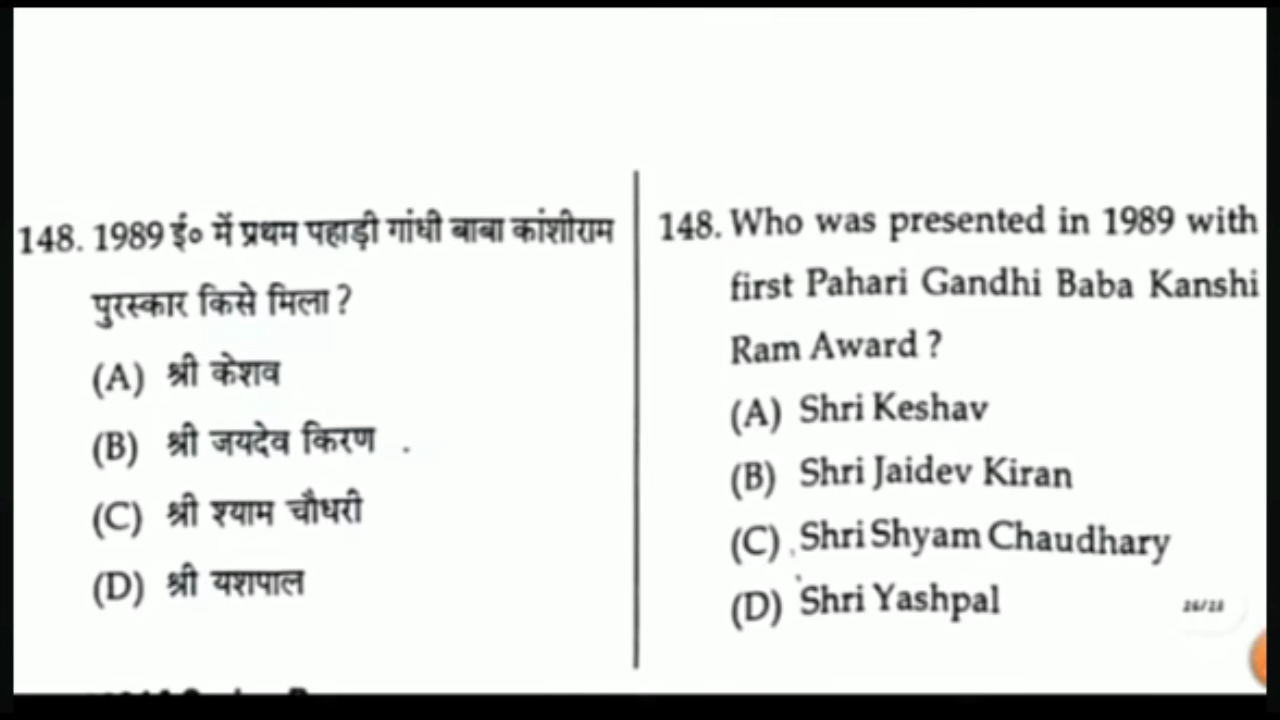 148. 1989 ई० में प्रथम पहाड़ी गांधी बाबा कांशीराम
पुरस्कार किसे मिला ?
(A) श्री केशव
(B) श्री जयदेव किरण .
(C) श्री श्याम चौधरी
(D) श्री यशपाल
148. Who was presented in 1989 with
first Pahari Gandhi Baba Kanshi
Ram Award ?
(A) Shri Keshav
(B) Shri Jaidev Kiran
(C) Shri Shyam Chaudhary
(D) Shri Yashpal